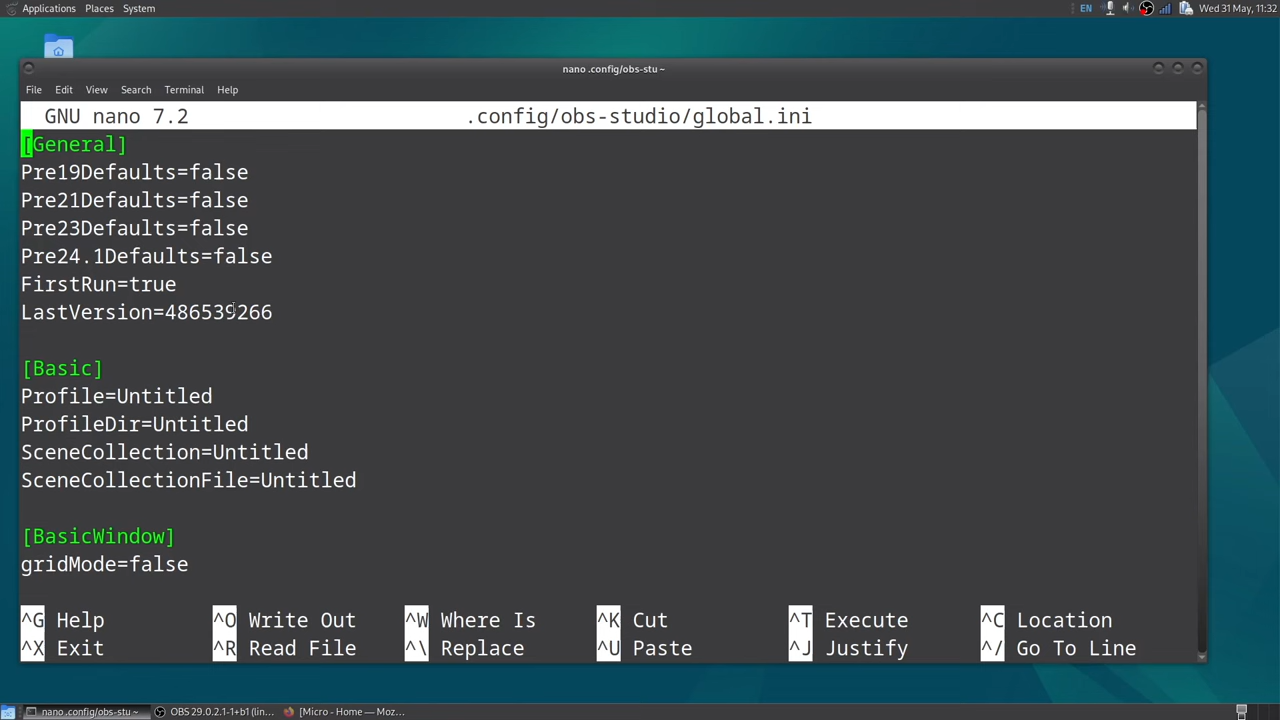 Applications Places System
EN Wed 31 May, 11:32
nano .config/obs-stu ~
File Edit View Search Terminal Help
GNU nano 7.2 .config/obs-studio/global.ini
[General]
Pre19Defaults=false
Pre21Defaults=false
Pre23Defaults=false
Pre24.1Defaults=false
FirstRun=true
LastVersion=486539266
[Basic]
Profile=Untitled
ProfileDir=Untitled
SceneCollection=Untitled
SceneCollectionFile=Untitled
[BasicWindow]
gridMode=false
^G Help ^O Write Out ^W Where Is ^K Cut ^T Execute ^C Location
^X Exit ^R Read File ^\ Replace ^U Paste ^J Justify ^/ Go To Line
nano .config/obs-stu ~ OBS 29.0.2.1-1+b1 (lin... [Micro - Home — Moz...